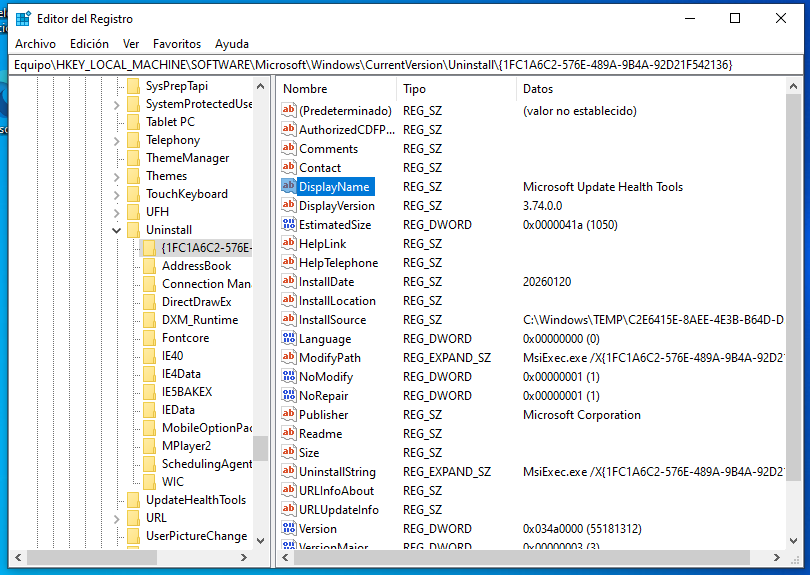 Editor del Registro
Archivo Edición Ver Favoritos Ayuda
Equipo\HKEY_LOCAL_MACHINE\SOFTWARE\Microsoft\Windows\CurrentVersion\Uninstall\{1FC1A6C2-576E-489A-9B4A-92D21F542136}
SysPrepTapi
SystemProtectedUse
Tablet PC
Telephony
ThemeManager
Themes
TouchKeyboard
UFH
Uninstall
{1FC1A6C2-576E-
AddressBook
Connection Man
DirectDrawEx
DXM_Runtime
Fontcore
IE40
IE4Data
IE5BAKEX
IEData
MobileOptionPac
MPlayer2
SchedulingAgent
WIC
UpdateHealthTools
URL
UserPictureChange
Nombre Tipo Datos
(Predeterminado) REG_SZ (valor no establecido)
AuthorizedCDFP... REG_SZ
Comments REG_SZ
Contact REG_SZ
DisplayName REG_SZ Microsoft Update Health Tools
DisplayVersion REG_SZ 3.74.0.0
EstimatedSize REG_DWORD 0x0000041a (1050)
HelpLink REG_SZ
HelpTelephone REG_SZ
InstallDate REG_SZ 20260120
InstallLocation REG_SZ
InstallSource REG_SZ C:\Windows\TEMP\C2E6415E-8AEE-4E3B-B64D-D
Language REG_DWORD 0x00000000 (0)
ModifyPath REG_EXPAND_SZ MsiExec.exe /X{1FC1A6C2-576E-489A-9B4A-92D21
NoModify REG_DWORD 0x00000001 (1)
NoRepair REG_DWORD 0x00000001 (1)
Publisher REG_SZ Microsoft Corporation
Readme REG_SZ
Size REG_SZ
UninstallString REG_EXPAND_SZ MsiExec.exe /X{1FC1A6C2-576E-489A-9B4A-92D21
URLInfoAbout REG_SZ
URLUpdateInfo REG_SZ
Version REG_DWORD 0x034a0000 (55181312)
VersionMajor REG_DWORD 0x00000003 (3)